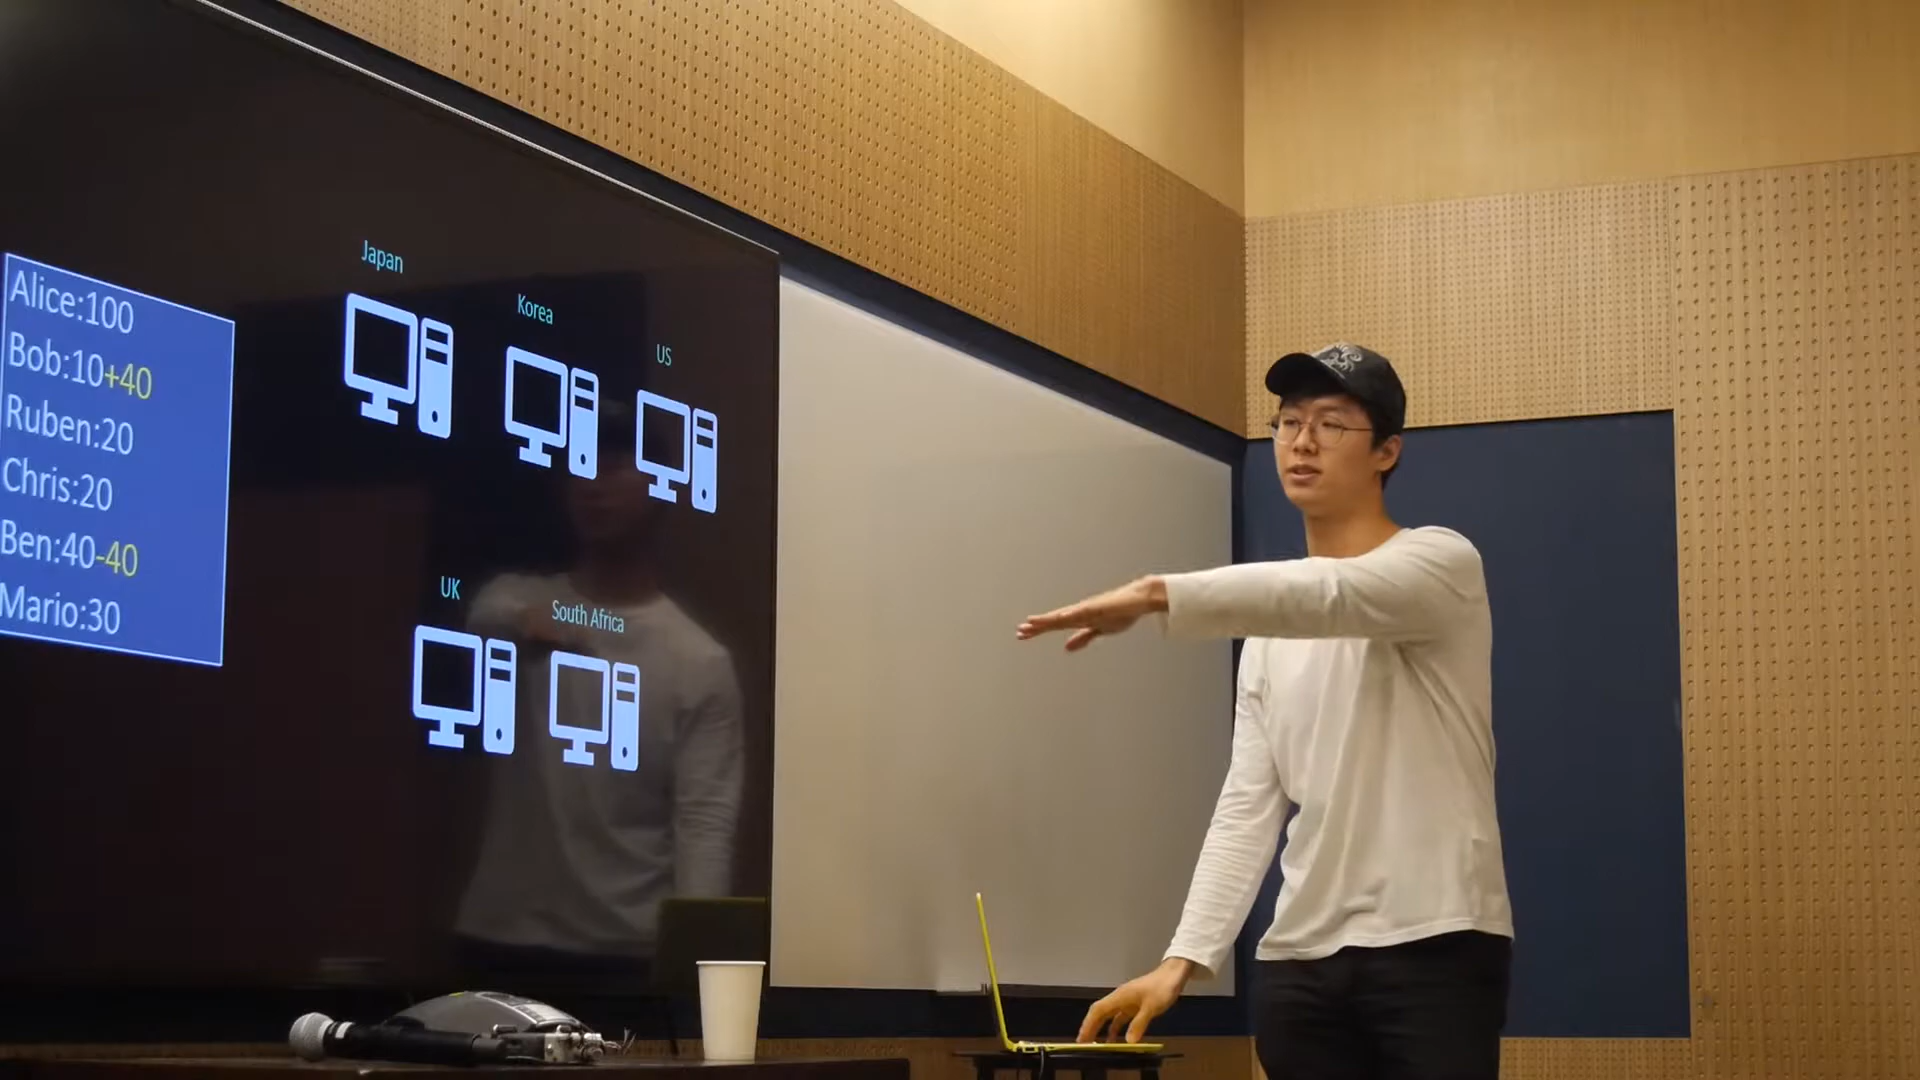 Alice:100
Bob:10+40
Ruben:20
Chris:20
Ben:40-40
Mario:30
Japan
Korea
US
UK
South Africa